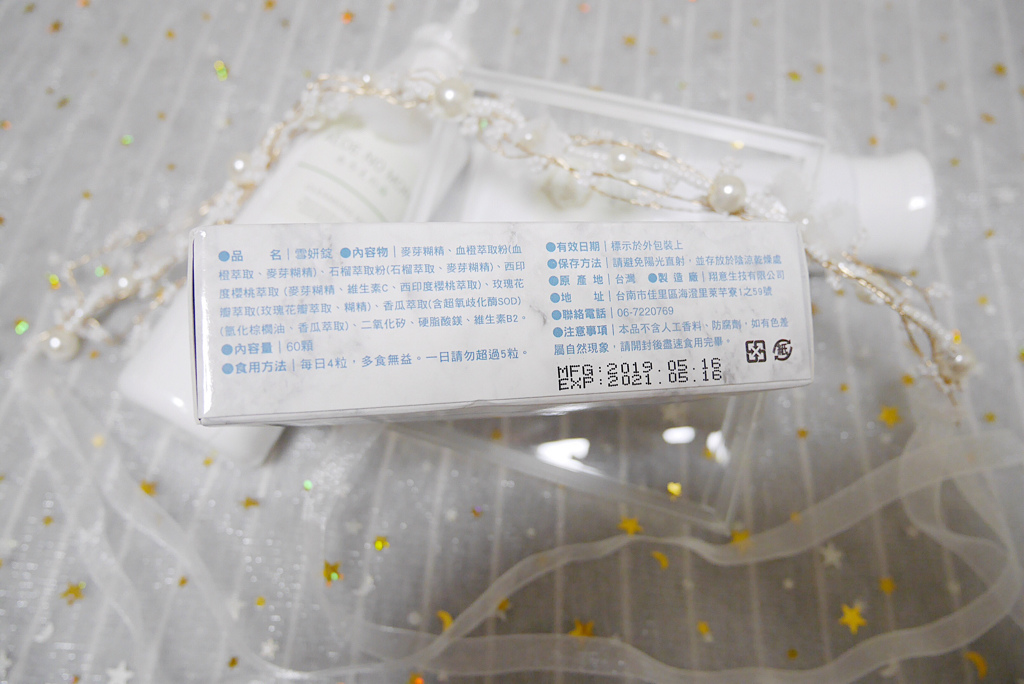 ●品　名｜雪妍錠 ●內容物｜麥芽糊精、血橙萃取粉(血
橙萃取、麥芽糊精)、石榴萃取粉(石榴萃取、麥芽糊精)、西印
度櫻桃萃取(麥芽糊精、維生素C、西印度櫻桃萃取)、玫瑰花
瓣萃取(玫瑰花瓣萃取、糊精)、香瓜萃取(含超氧歧化酶SOD)
(氫化棕櫚油、香瓜萃取)、二氧化矽、硬脂酸鎂、維生素B2。
●內容量｜60顆
●食用方法｜每日4粒，多食無益。一日請勿超過5粒。
●有效日期｜標示於外包裝上
●保存方法｜請避免陽光直射，並存放於陰涼乾燥處
●原產地｜台灣 ●製造廠｜翔意生技有限公司
●地　址｜台南市佳里區海澄里萊芊寮1之59號
●聯絡電話｜06-7220769
●注意事項｜本品不含人工香料、防腐劑，如有色差
屬自然現象，請開封後盡速食用完畢。
MFG:2019.05.16
EXP:2021.05.16
紙